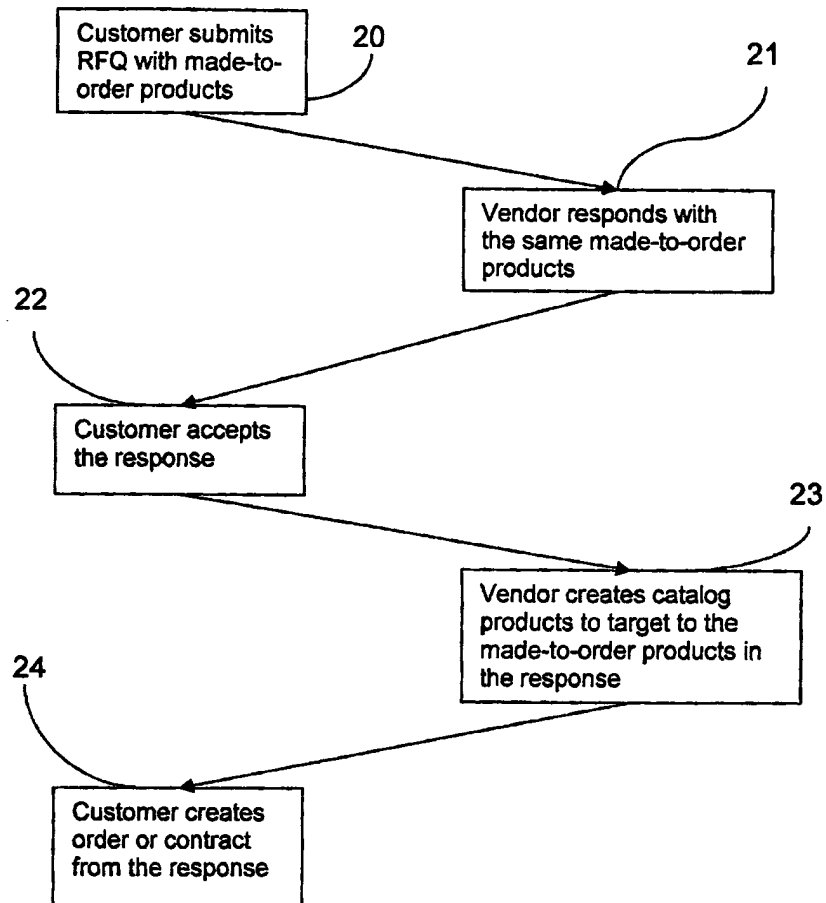 Customer submits
RFQ with made-to-
order products
20
21
Vendor responds with
the same made-to-order
products
22
Customer accepts
the response
23
Vendor creates catalog
products to target to the
made-to-order products in
the response
24
Customer creates
order or contract
from the response